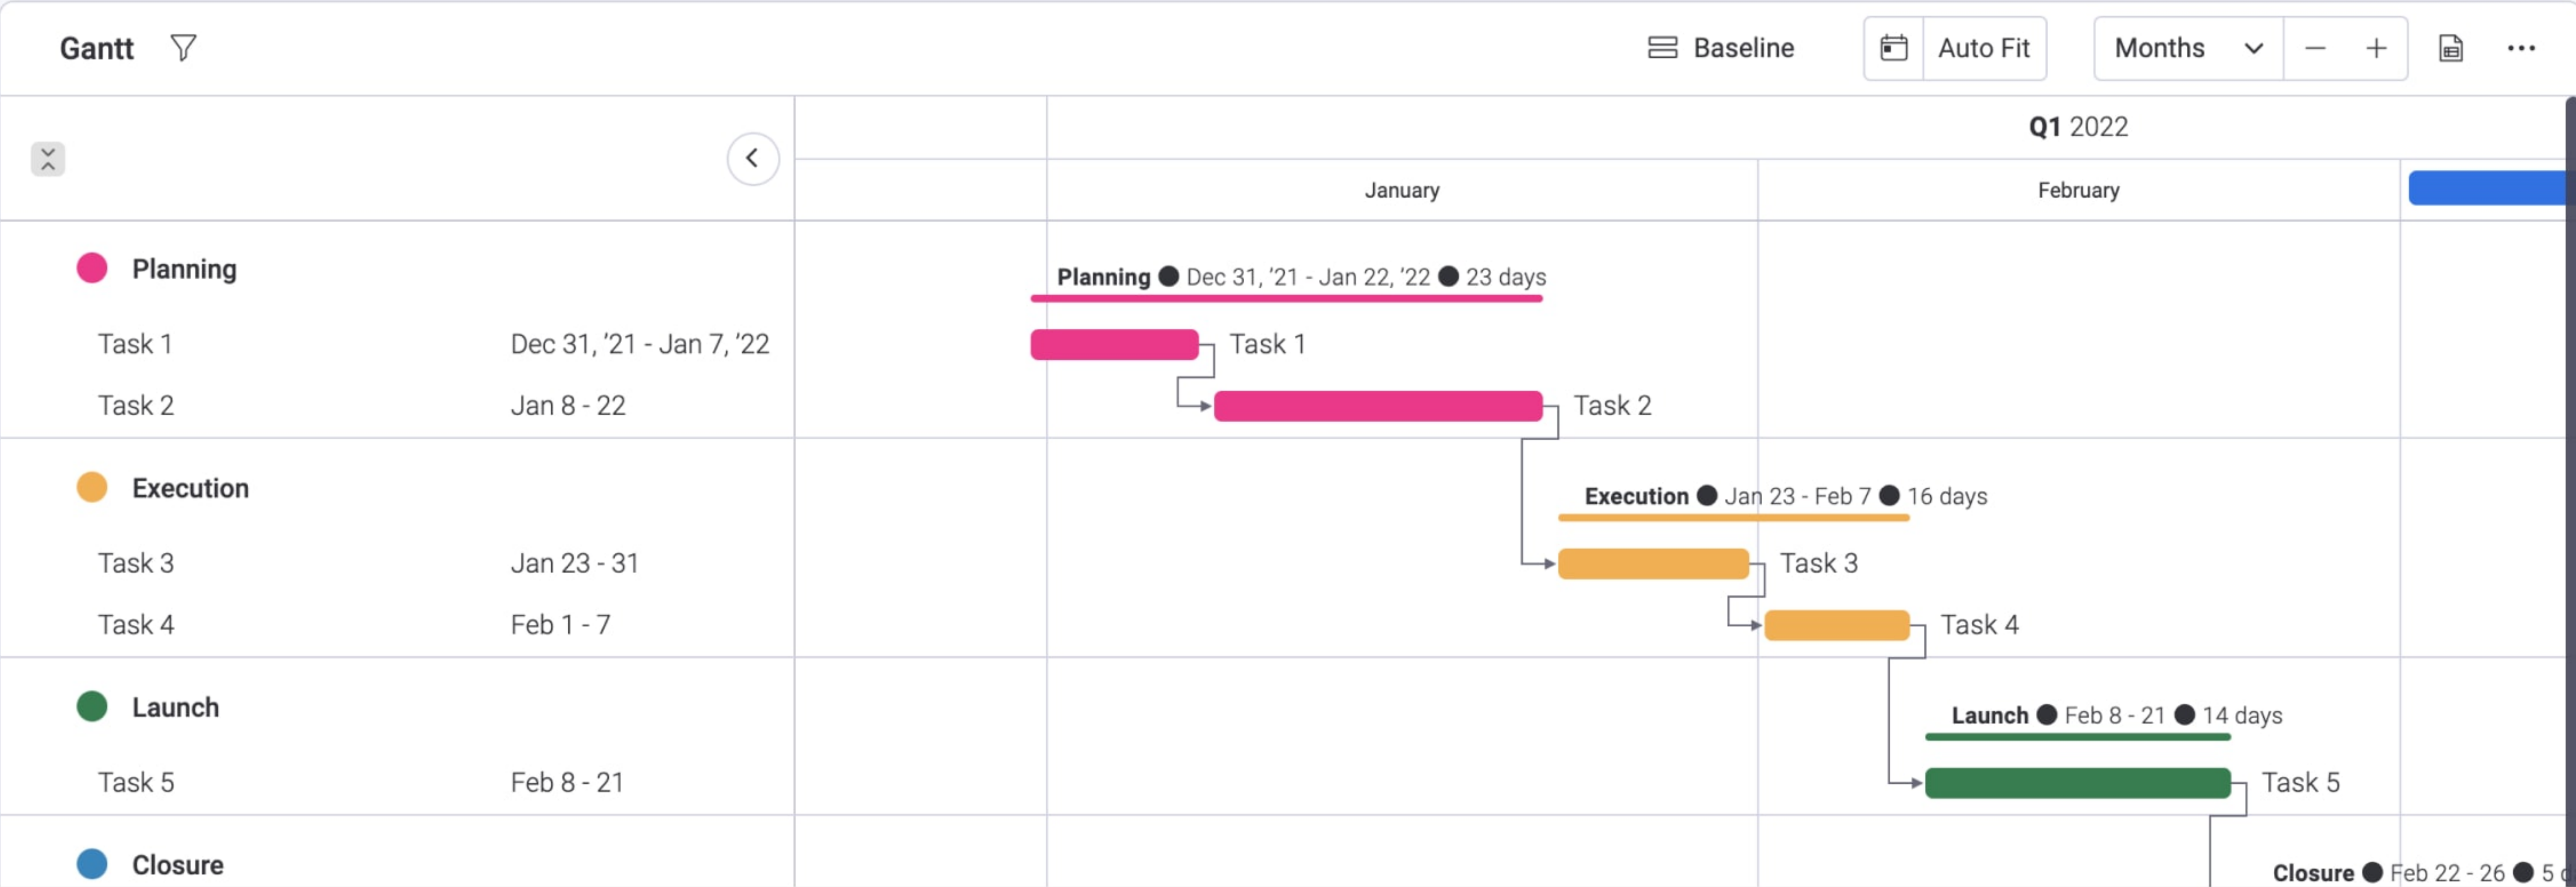 Gantt Baseline Auto Fit Months
Q1 2022
January February
Planning
Planning ● Dec 31, ’21 - Jan 22, ’22 ● 23 days
Task 1 Dec 31, ’21 - Jan 7, ’22 Task 1
Task 2 Jan 8 - 22 Task 2
Execution
Execution ● Jan 23 - Feb 7 ● 16 days
Task 3 Jan 23 - 31 Task 3
Task 4 Feb 1 - 7 Task 4
Launch
Launch ● Feb 8 - 21 ● 14 days
Task 5 Feb 8 - 21 Task 5
Closure
Closure ● Feb 22 - 26 ● 5